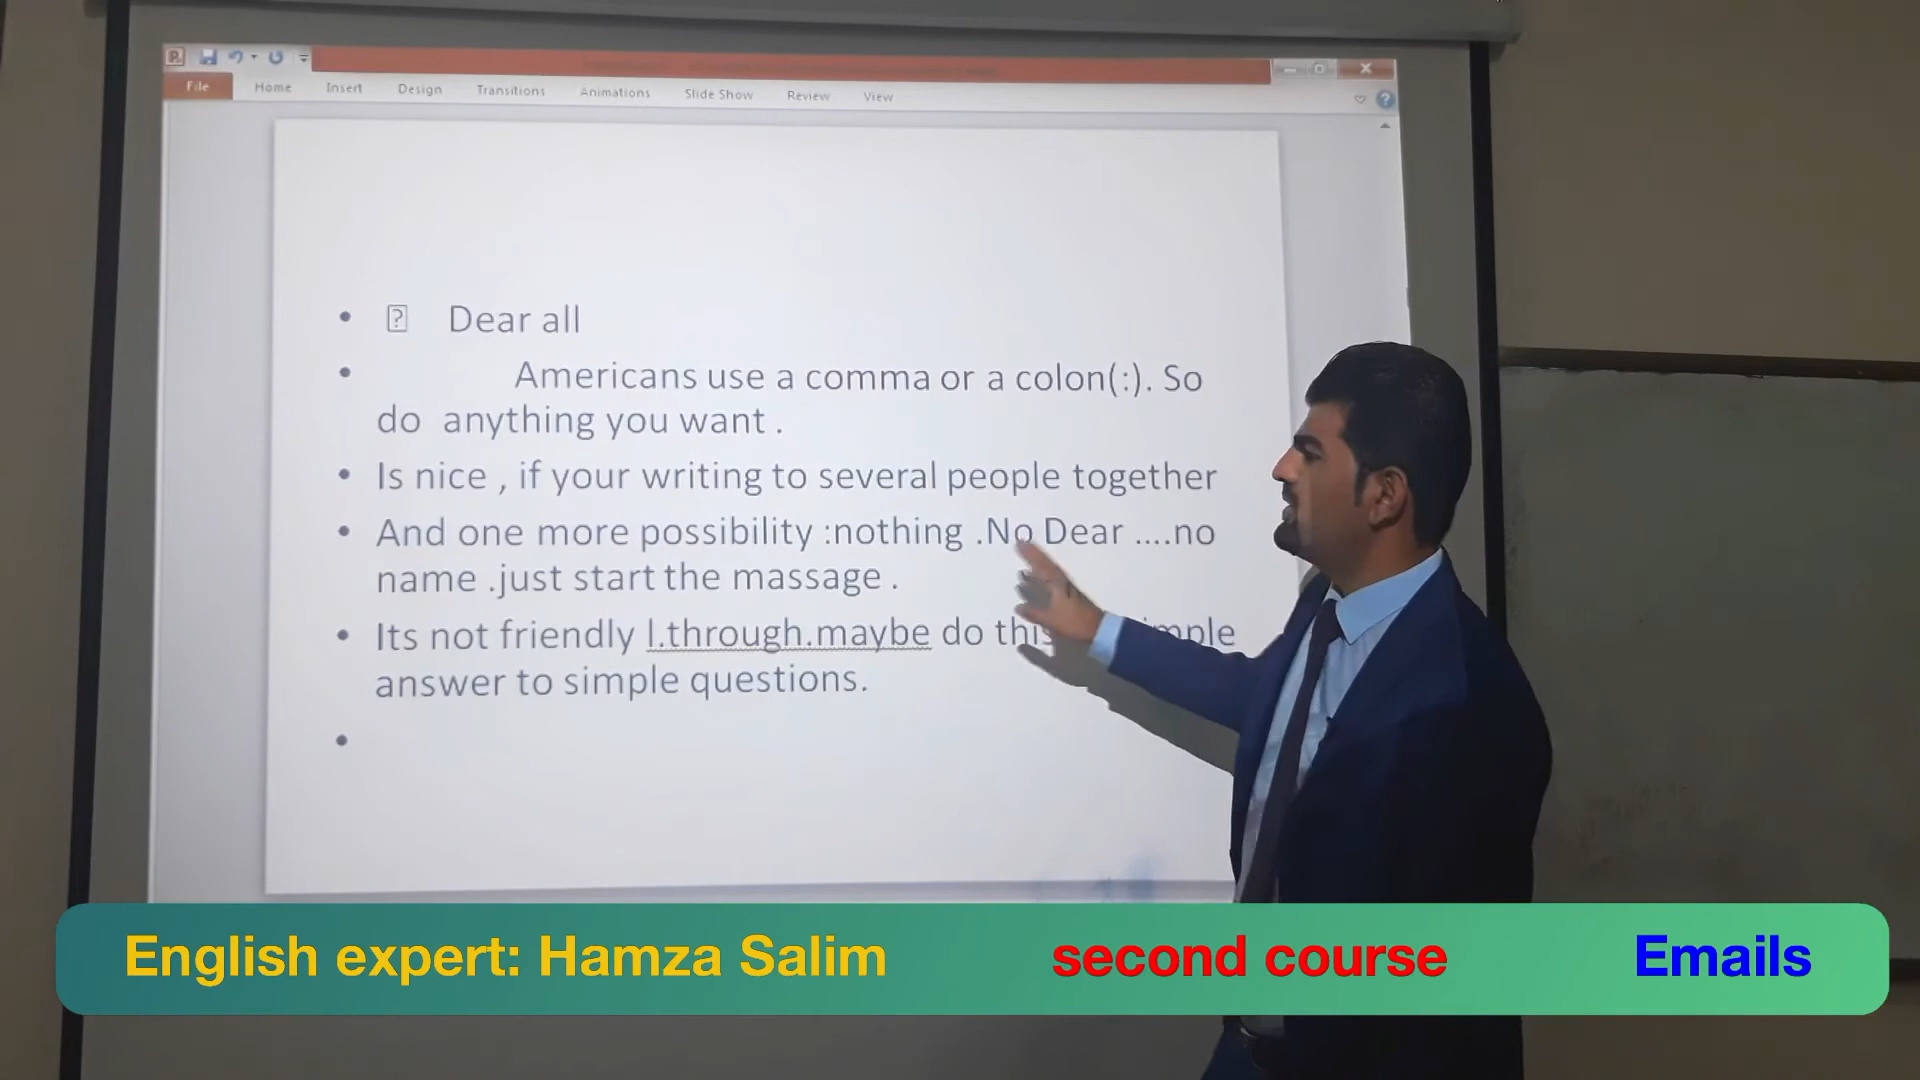 File Home Insert Design Transitions Animations Slide Show Review View
• Dear all
• Americans use a comma or a colon(:). So
do anything you want .
• Is nice , if your writing to several people together
• And one more possibility :nothing .No Dear ....no
name .just start the massage .
• Its not friendly l.through.maybe do this
answer to simple questions.
•
English expert: Hamza Salim second course Emails